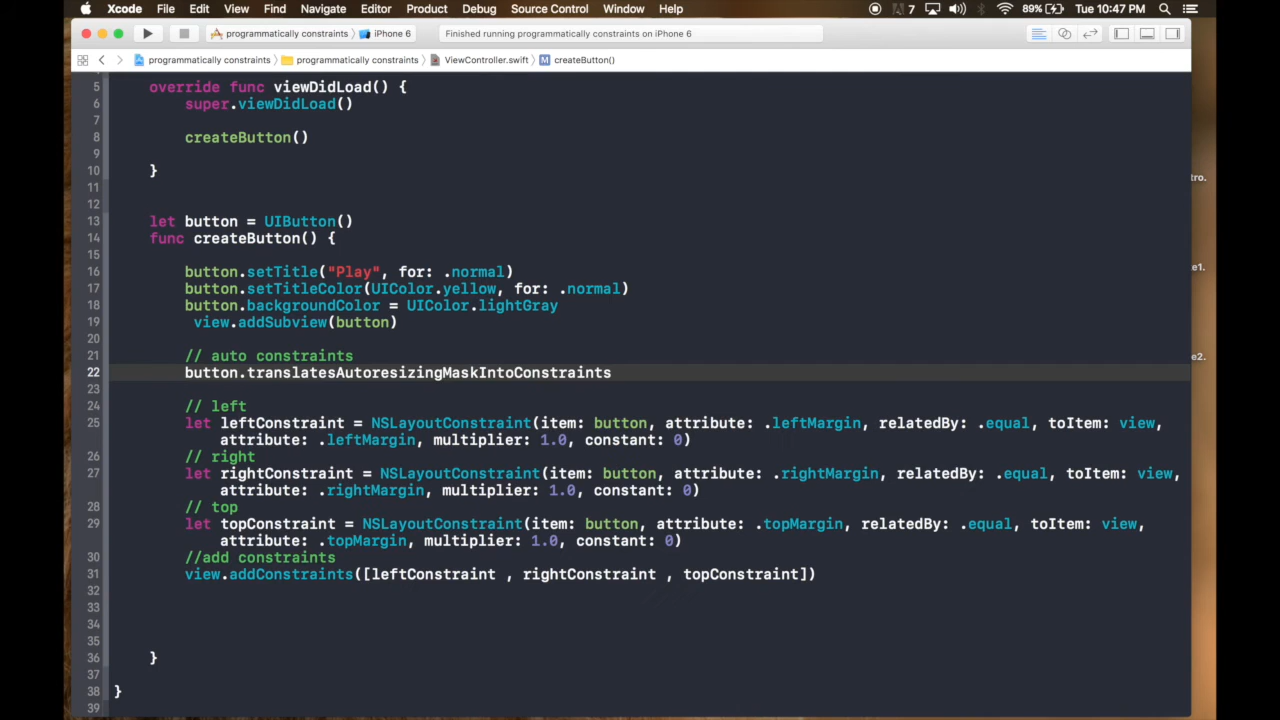 Xcode File Edit View Find Navigate Editor Product Debug Source Control Window Help 7 89% Tue 10:47 PM
programmatically constraints iPhone 6 Finished running programmatically constraints on iPhone 6
programmatically constraints programmatically constraints ViewController.swift M createButton()
5 override func viewDidLoad() {
6 super.viewDidLoad()
7
8 createButton()
9
10 }
11
12
13 let button = UIButton()
14 func createButton() {
15
16 button.setTitle("Play", for: .normal)
17 button.setTitleColor(UIColor.yellow, for: .normal)
18 button.backgroundColor = UIColor.lightGray
19 view.addSubview(button)
20
21 // auto constraints
22 button.translatesAutoresizingMaskIntoConstraints
23
24 // left
25 let leftConstraint = NSLayoutConstraint(item: button, attribute: .leftMargin, relatedBy: .equal, toItem: view,
attribute: .leftMargin, multiplier: 1.0, constant: 0)
26 // right
27 let rightConstraint = NSLayoutConstraint(item: button, attribute: .rightMargin, relatedBy: .equal, toItem: view,
attribute: .rightMargin, multiplier: 1.0, constant: 0)
28 // top
29 let topConstraint = NSLayoutConstraint(item: button, attribute: .topMargin, relatedBy: .equal, toItem: view,
attribute: .topMargin, multiplier: 1.0, constant: 0)
30 //add constraints
31 view.addConstraints([leftConstraint , rightConstraint , topConstraint])
32
33
34
35
36 }
37
38 }
39